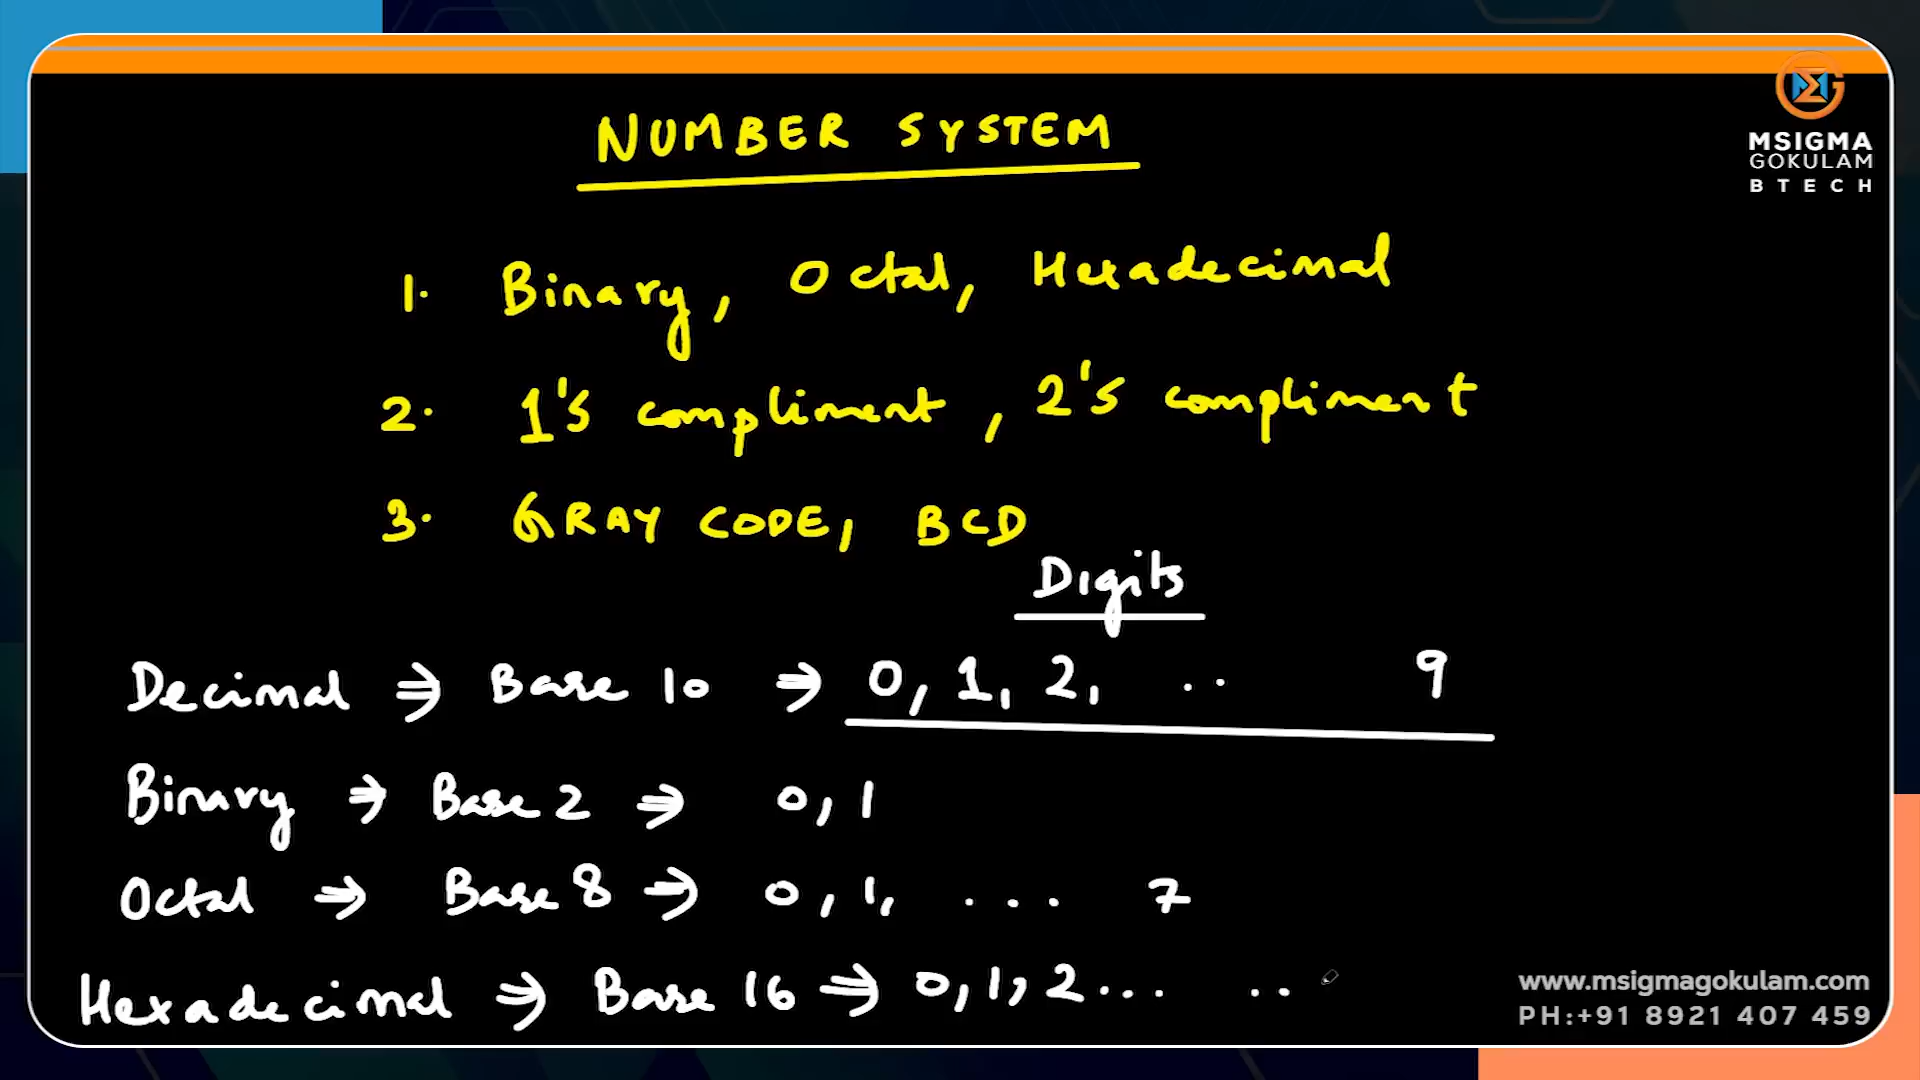 MSIGMA
GOKULAM
BTECH
NUMBER SYSTEM
1. Binary, Octal, Hexadecimal
2. 1's compliment, 2's compliment
3. GRAY CODE, BCD
Digits
Decimal ⇒ Base 10 ⇒ 0, 1, 2, .. 9
Binary ⇒ Base 2 ⇒ 0, 1
Octal ⇒ Base 8 ⇒ 0, 1, ... 7
Hexadecimal ⇒ Base 16 ⇒ 0, 1, 2... ..
www.msigmagokulam.com
PH:+91 8921 407 459